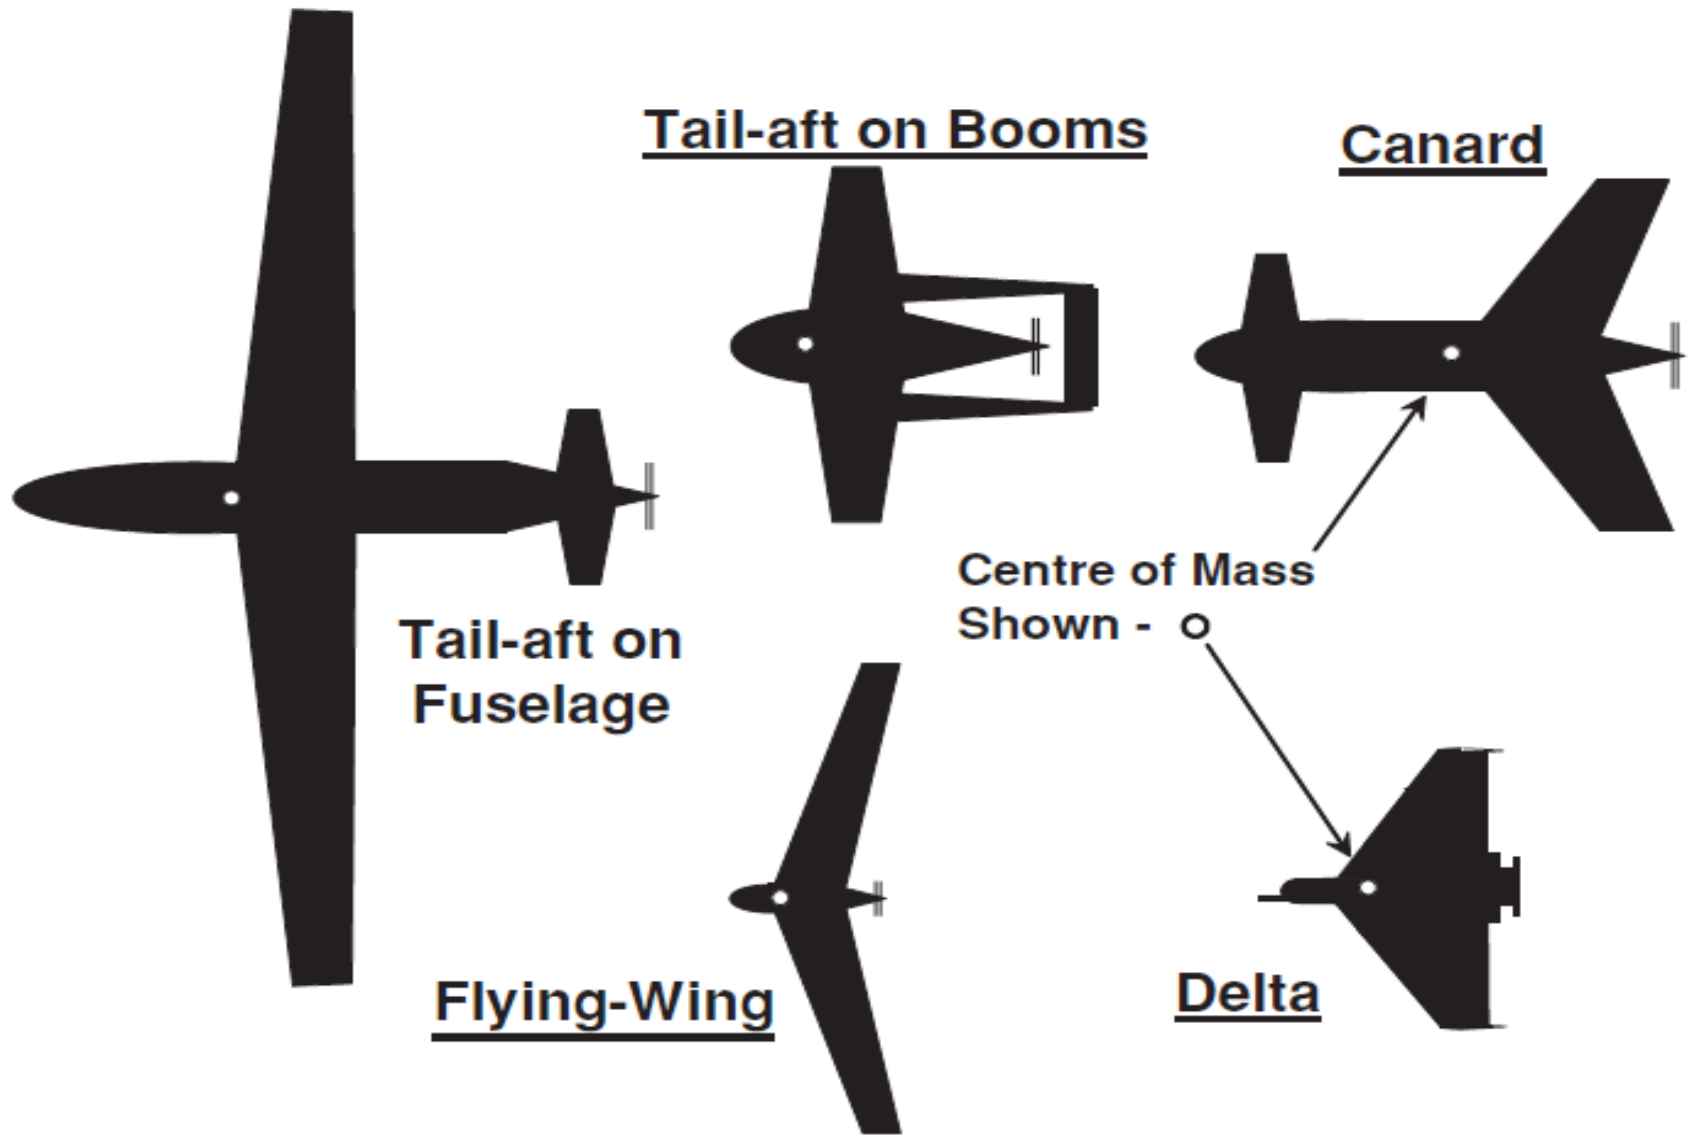 Tail-aft on Booms
Canard
Tail-aft on
Fuselage
Centre of Mass
Shown -
Flying-Wing
Delta